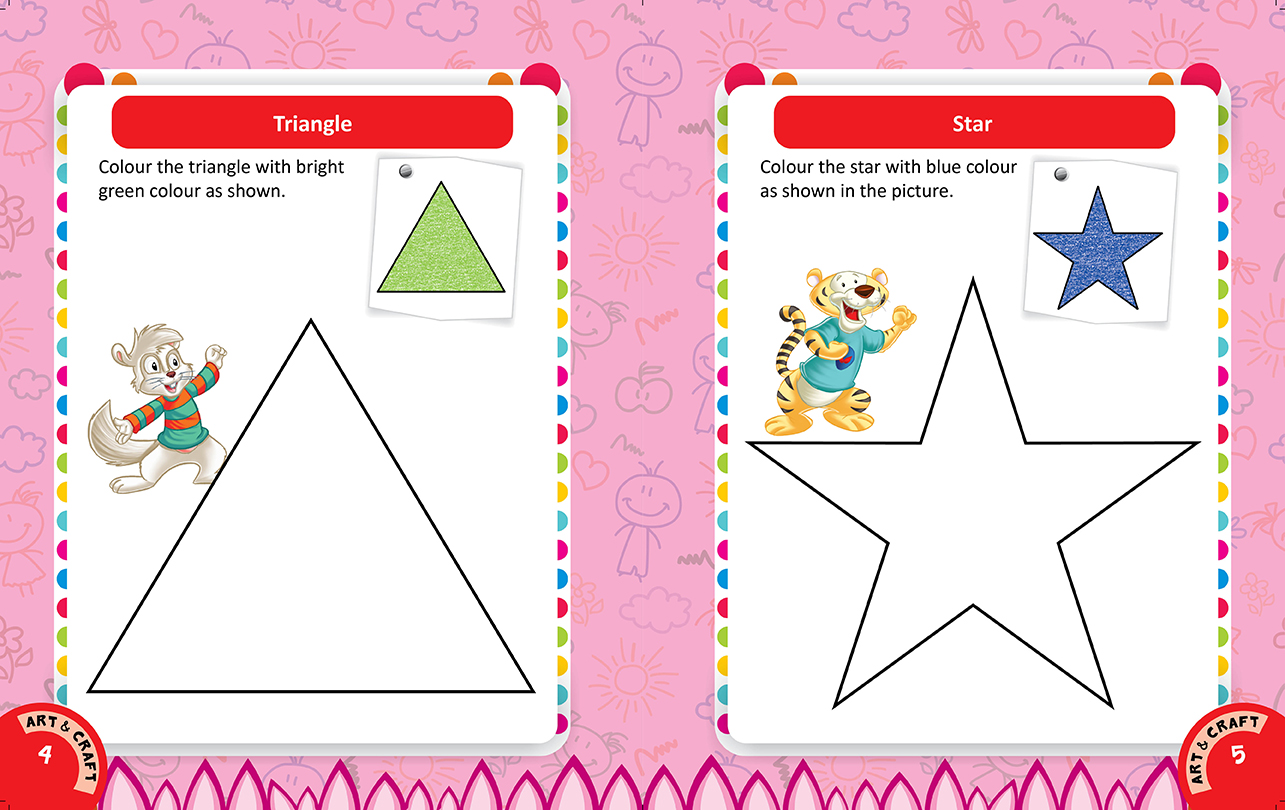 Triangle
Colour the triangle with bright
green colour as shown.
ART & CRAFT
4
Star
Colour the star with blue colour
as shown in the picture.
ART & CRAFT
5